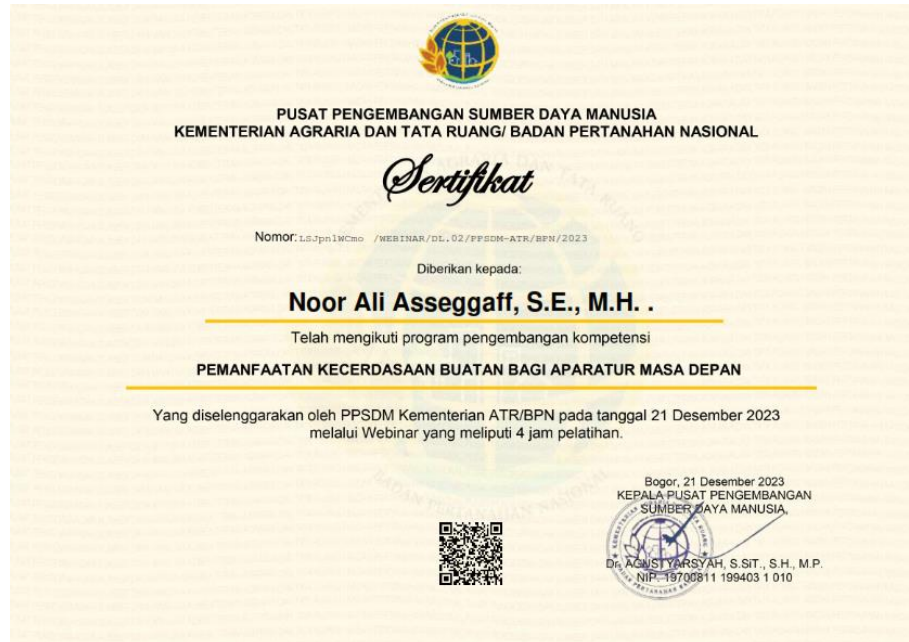 PUSAT PENGEMBANGAN SUMBER DAYA MANUSIA
KEMENTERIAN AGRARIA DAN TATA RUANG/ BADAN PERTANAHAN NASIONAL
Sertifikat
Nomor: LSJpn1WCmo /WEBINAR/DL.02/PPSDM-ATR/BPN/2023
Diberikan kepada:
Noor Ali Asseggaff, S.E., M.H. .
Telah mengikuti program pengembangan kompetensi
PEMANFAATAN KECERDASAAN BUATAN BAGI APARATUR MASA DEPAN
Yang diselenggarakan oleh PPSDM Kementerian ATR/BPN pada tanggal 21 Desember 2023
melalui Webinar yang meliputi 4 jam pelatihan.
Bogor, 21 Desember 2023
KEPALA PUSAT PENGEMBANGAN
SUMBER DAYA MANUSIA,
Dr. AGUSTYARSYAH, S.SiT., S.H., M.P.
NIP. 19700811 199403 1 010